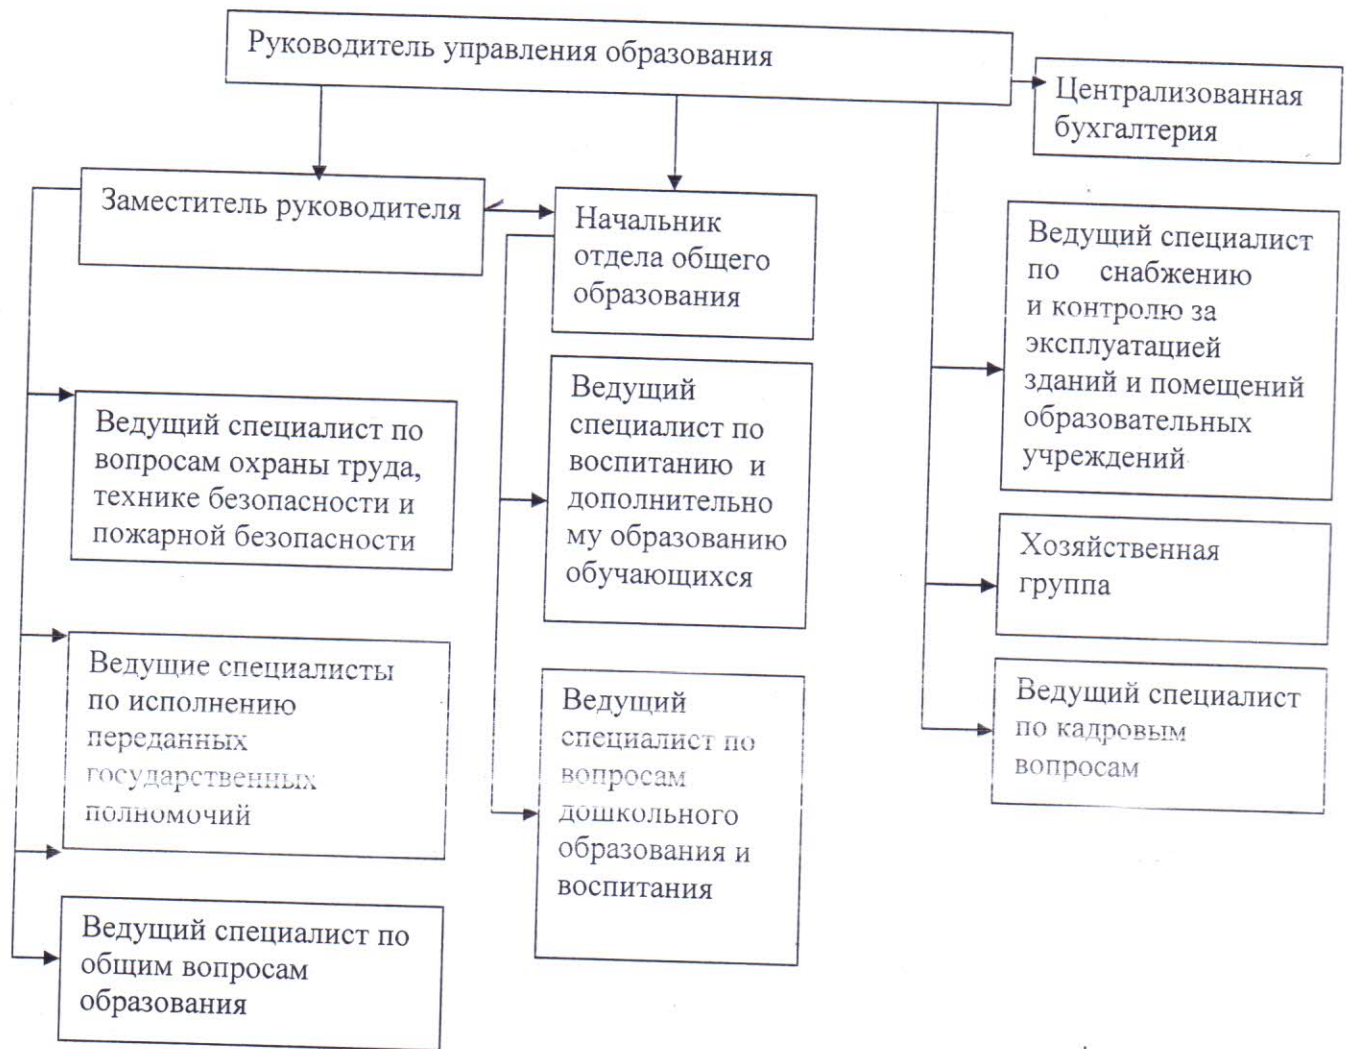 Руководитель управления образования
Централизованная
бухгалтерия
Заместитель руководителя
Начальник
отдела общего
образования
Ведущий специалист
по снабжению
и контролю за
эксплуатацией
зданий и помещений
образовательных
учреждений
Ведущий специалист по
вопросам охраны труда,
технике безопасности и
пожарной безопасности
Ведущий
специалист по
воспитанию и
дополнительно
му образованию
обучающихся
Хозяйственная
группа
Ведущие специалисты
по исполнению
переданных
государственных
полномочий
Ведущий
специалист по
вопросам
дошкольного
образования и
воспитания
Ведущий специалист
по кадровым
вопросам
Ведущий специалист по
общим вопросам
образования